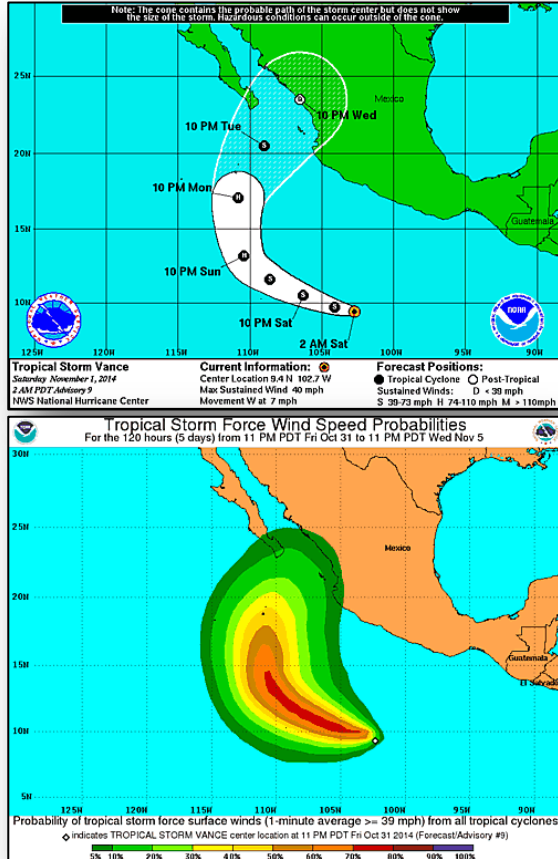 Note: The cone contains the probable path of the storm center but does not show
the size of the storm. Hazardous conditions can occur outside of the cone.
25N
Mexico
10 PM Wed
10 PM Tue
20N
10 PM Mon
Guatemala
15N
10 PM Sun
10N
10 PM Sat
2 AM Sat
NOAA
125W 120W 115W 110W 105W 100W 95W 90W
S
S
H
H
S
S
S
Tropical Storm Vance
Saturday November 1, 2014
2 AM PDT Advisory 9
NWS National Hurricane Center
Current Information:
Center Location 9.4 N 102.7 W
Max Sustained Wind 40 mph
Movement W at 7 mph
Forecast Positions:
Tropical Cyclone Post-Tropical
Sustained Winds: D < 39 mph
S 39-73 mph H 74-110 mph M > 110mph
Tropical Storm Force Wind Speed Probabilities
For the 120 hours (5 days) from 11 PM PDT Fri Oct 31 to 11 PM PDT Wed Nov 5
30N
25N
Mexico
20N
Guatemala
15N
El Salvador
10N
5N
125W 120W 115W 110W 105W 100W 95W 90W
Probability of tropical storm force surface winds (1-minute average >= 39 mph) from all tropical cyclones
indicates TROPICAL STORM VANCE center location at 11 PM PDT Fri Oct 31 2014 (Forecast/Advisory #9)
5% 10% 20% 30% 40% 50% 60% 70% 80% 90% 100%